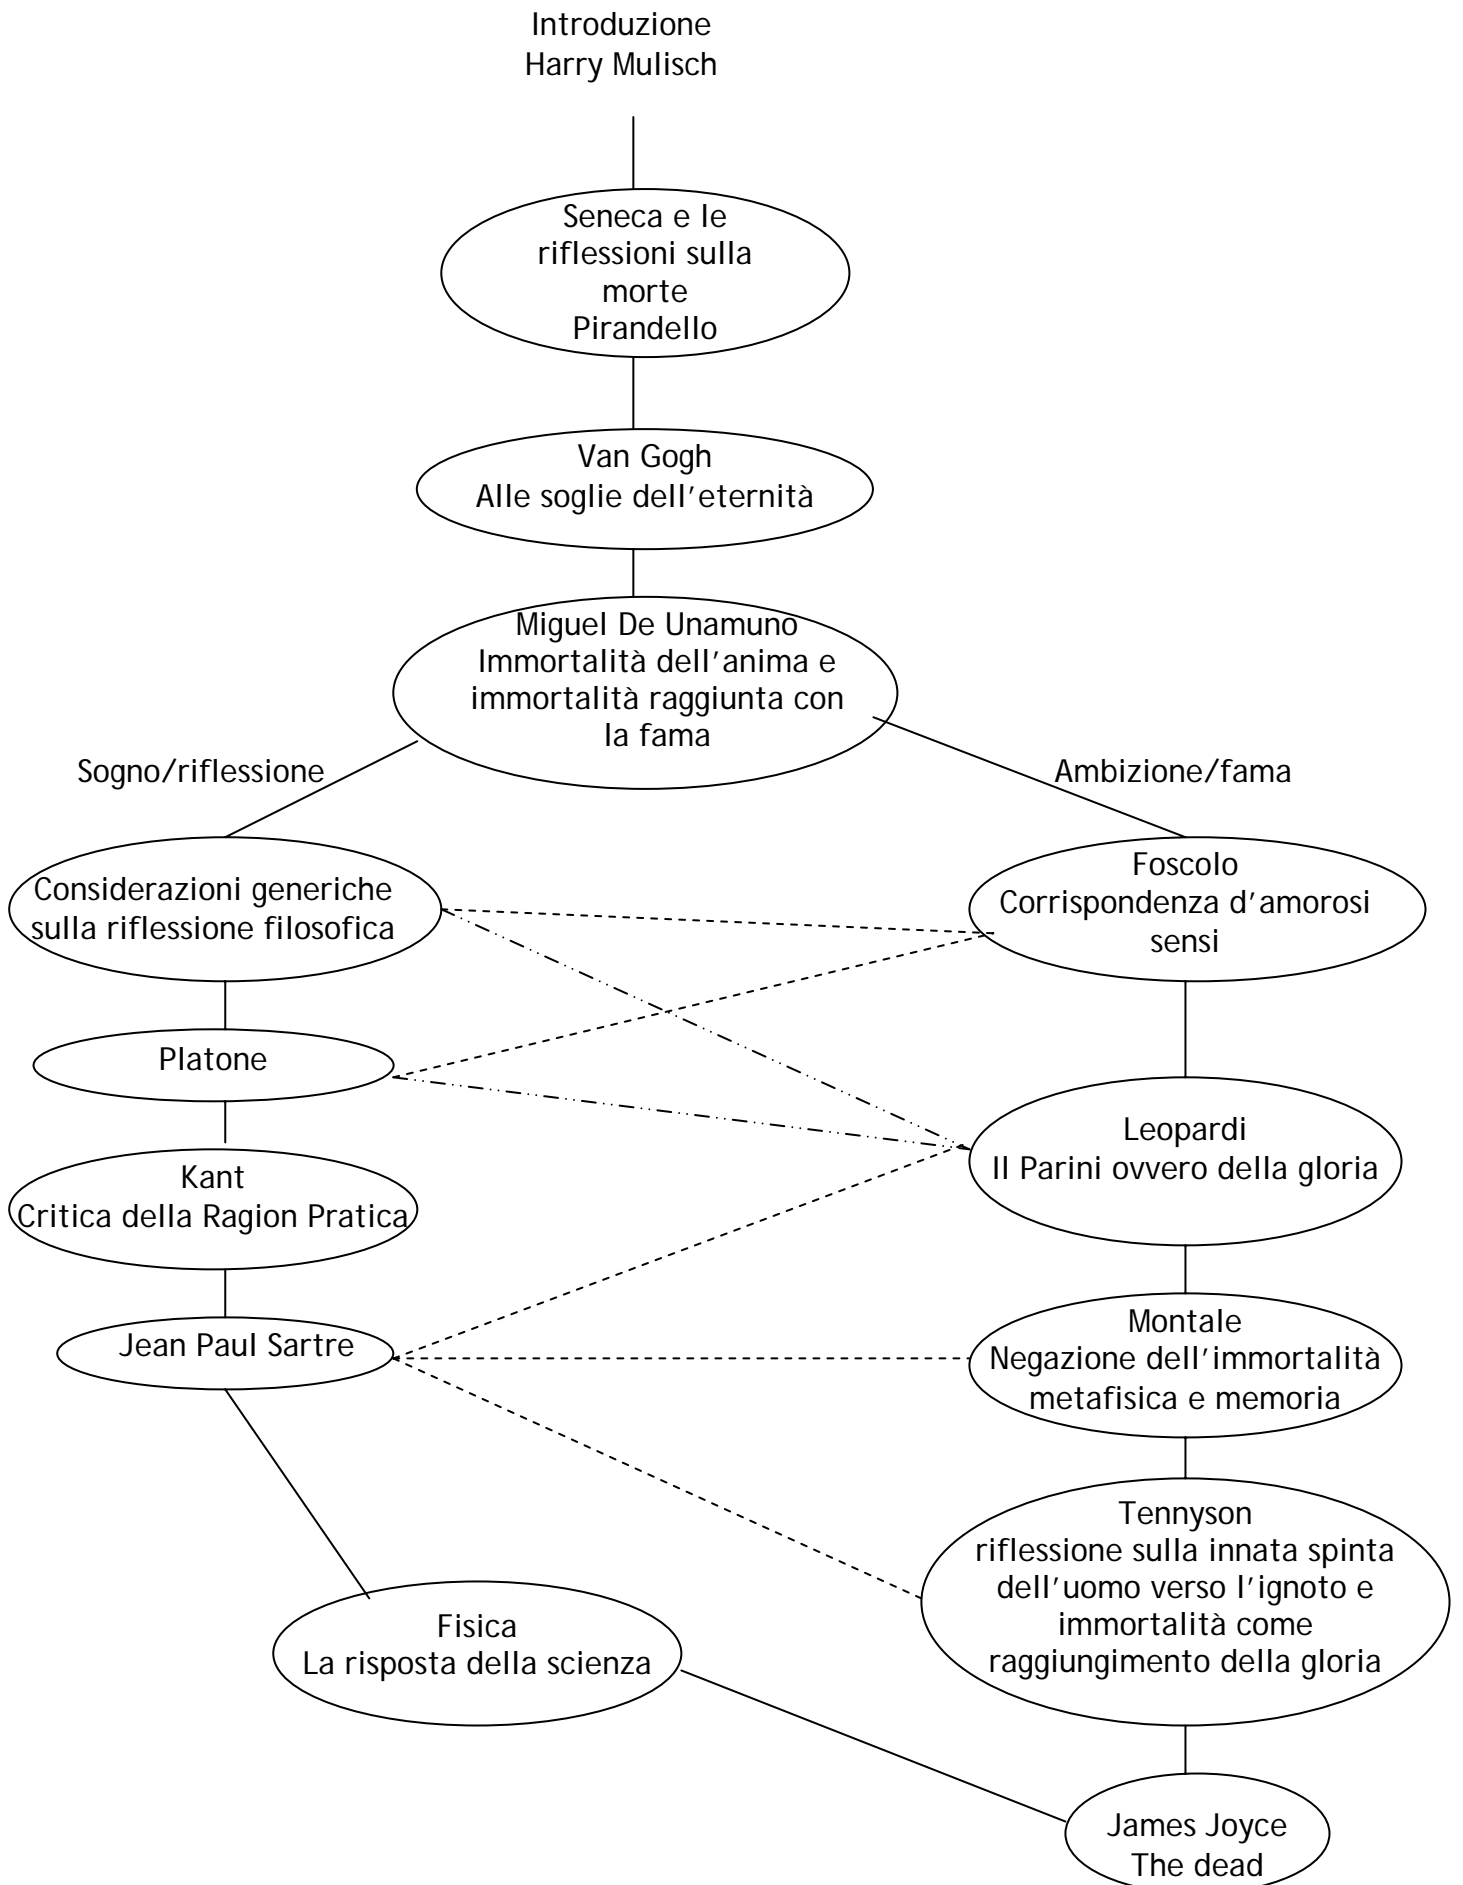 Introduzione
Harry Mulisch
Seneca e le
riflessioni sulla
morte
Pirandello
Van Gogh
Alle soglie dell’eternità
Miguel De Unamuno
Immortalità dell’anima e
immortalità raggiunta con
la fama
Sogno/riflessione
Ambizione/fama
Considerazioni generiche
sulla riflessione filosofica
Foscolo
Corrispondenza d’amorosi
sensi
Platone
Leopardi
Il Parini ovvero della gloria
Kant
Critica della Ragion Pratica
Jean Paul Sartre
Montale
Negazione dell’immortalità
metafisica e memoria
Tennyson
riflessione sulla innata spinta
dell’uomo verso l’ignoto e
immortalità come
raggiungimento della gloria
Fisica
La risposta della scienza
James Joyce
The dead